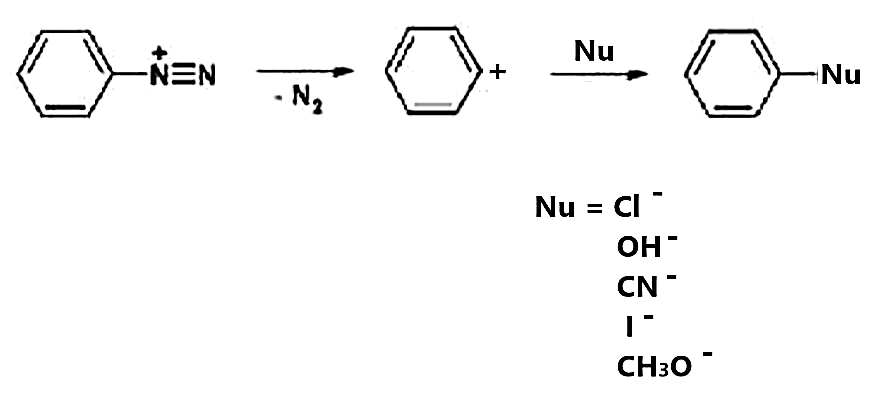 N⁺≡N
- N₂
+
Nu
Nu
Nu = Cl⁻
OH⁻
CN⁻
I⁻
CH₃O⁻